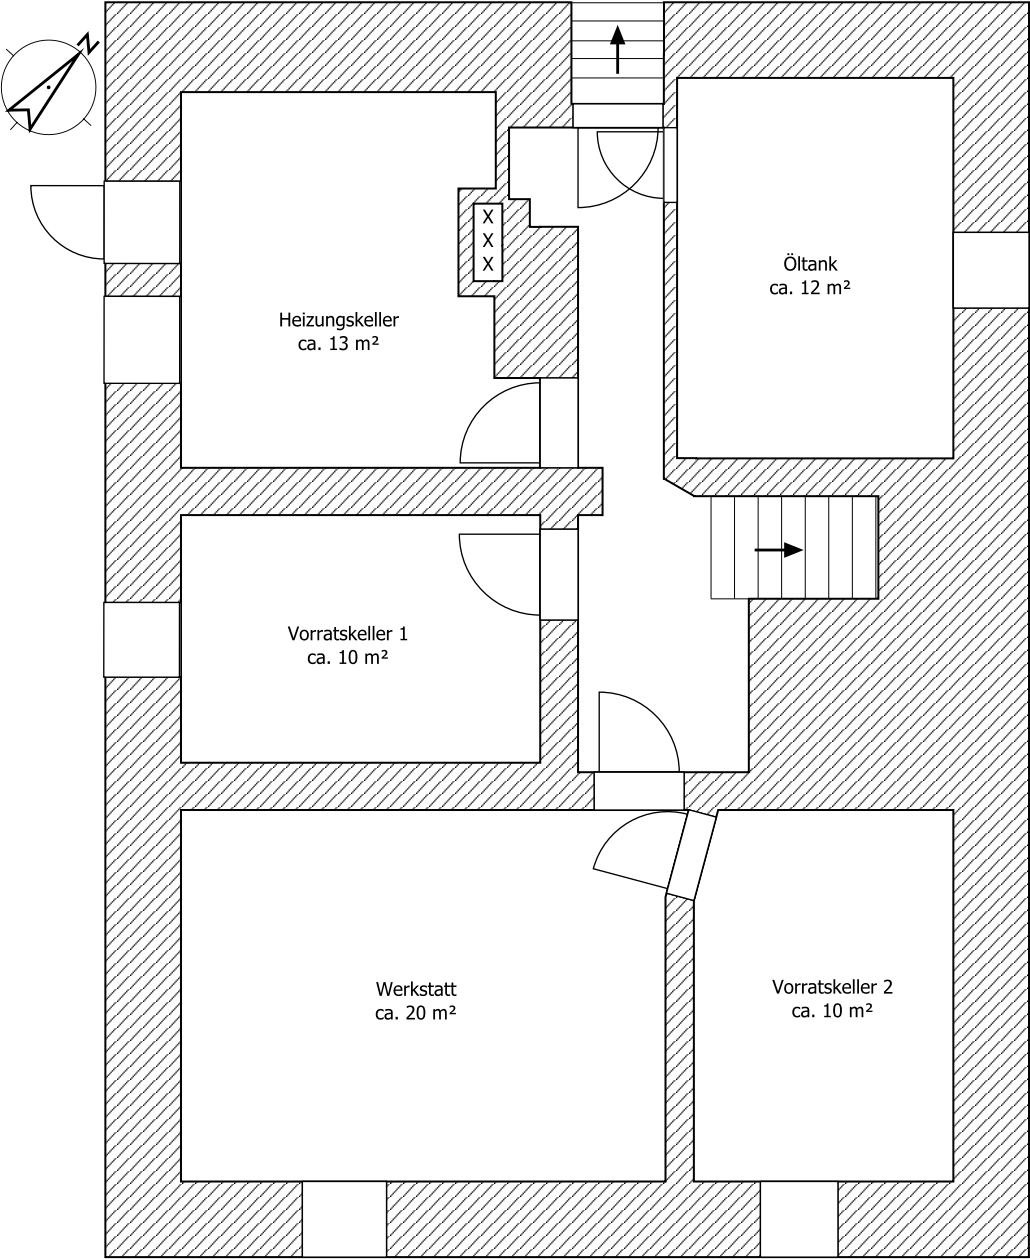 N
X
X
X
Öltank
ca. 12 m²
Heizungskeller
ca. 13 m²
Vorratskeller 1
ca. 10 m²
Werkstatt
ca. 20 m²
Vorratskeller 2
ca. 10 m²